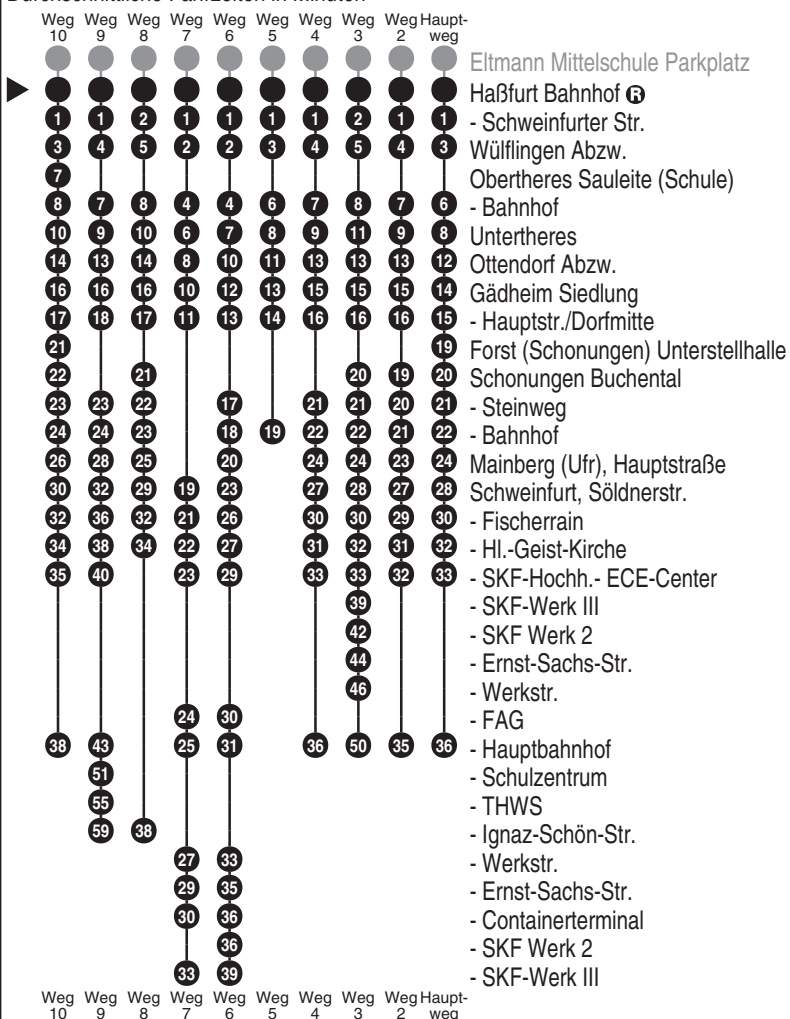 Weg Weg Weg Weg Weg Weg Weg Weg Weg Haupt-
10 9 8 7 6 5 4 3 2 weg
Eltmann Mittelschule Parkplatz
Haßfurt Bahnhof R
1 1 2 1 1 1 1 2 1 1 - Schweinfurter Str.
3 4 5 2 2 3 4 5 4 3 Wülflingen Abzw.
7 Obertheres Sauleite (Schule)
8 7 8 4 4 6 7 8 7 6 - Bahnhof
10 9 10 6 7 8 9 11 9 8 Untertheres
14 13 14 8 10 11 13 13 13 12 Ottendorf Abzw.
16 16 16 10 12 13 15 15 15 14 Gädheim Siedlung
17 18 17 11 13 14 16 16 16 15 - Hauptstr./Dorfmitte
21 19 Forst (Schonungen) Unterstellhalle
22 21 20 19 20 Schonungen Buchental
23 23 22 17 21 21 20 21 - Steinweg
24 24 23 18 19 22 22 21 22 - Bahnhof
26 28 25 20 24 24 23 24 Mainberg (Ufr), Hauptstraße
30 32 29 19 23 27 28 27 28 Schweinfurt, Söldnerstr.
32 36 32 21 26 30 30 29 30 - Fischerrain
34 38 34 22 27 31 32 31 32 - Hl.-Geist-Kirche
35 40 23 29 33 33 32 33 - SKF-Hochh.- ECE-Center
39 - SKF-Werk III
42 - SKF Werk 2
44 - Ernst-Sachs-Str.
46 - Werkstr.
24 30 - FAG
38 43 25 31 36 50 35 36 - Hauptbahnhof
51 - Schulzentrum
55 - THWS
59 38 - Ignaz-Schön-Str.
27 33 - Werkstr.
29 35 - Ernst-Sachs-Str.
30 36 - Containerterminal
36 - SKF Werk 2
33 39 - SKF-Werk III
Weg Weg Weg Weg Weg Weg Weg Weg Weg Haupt-
10 9 8 7 6 5 4 3 2 weg